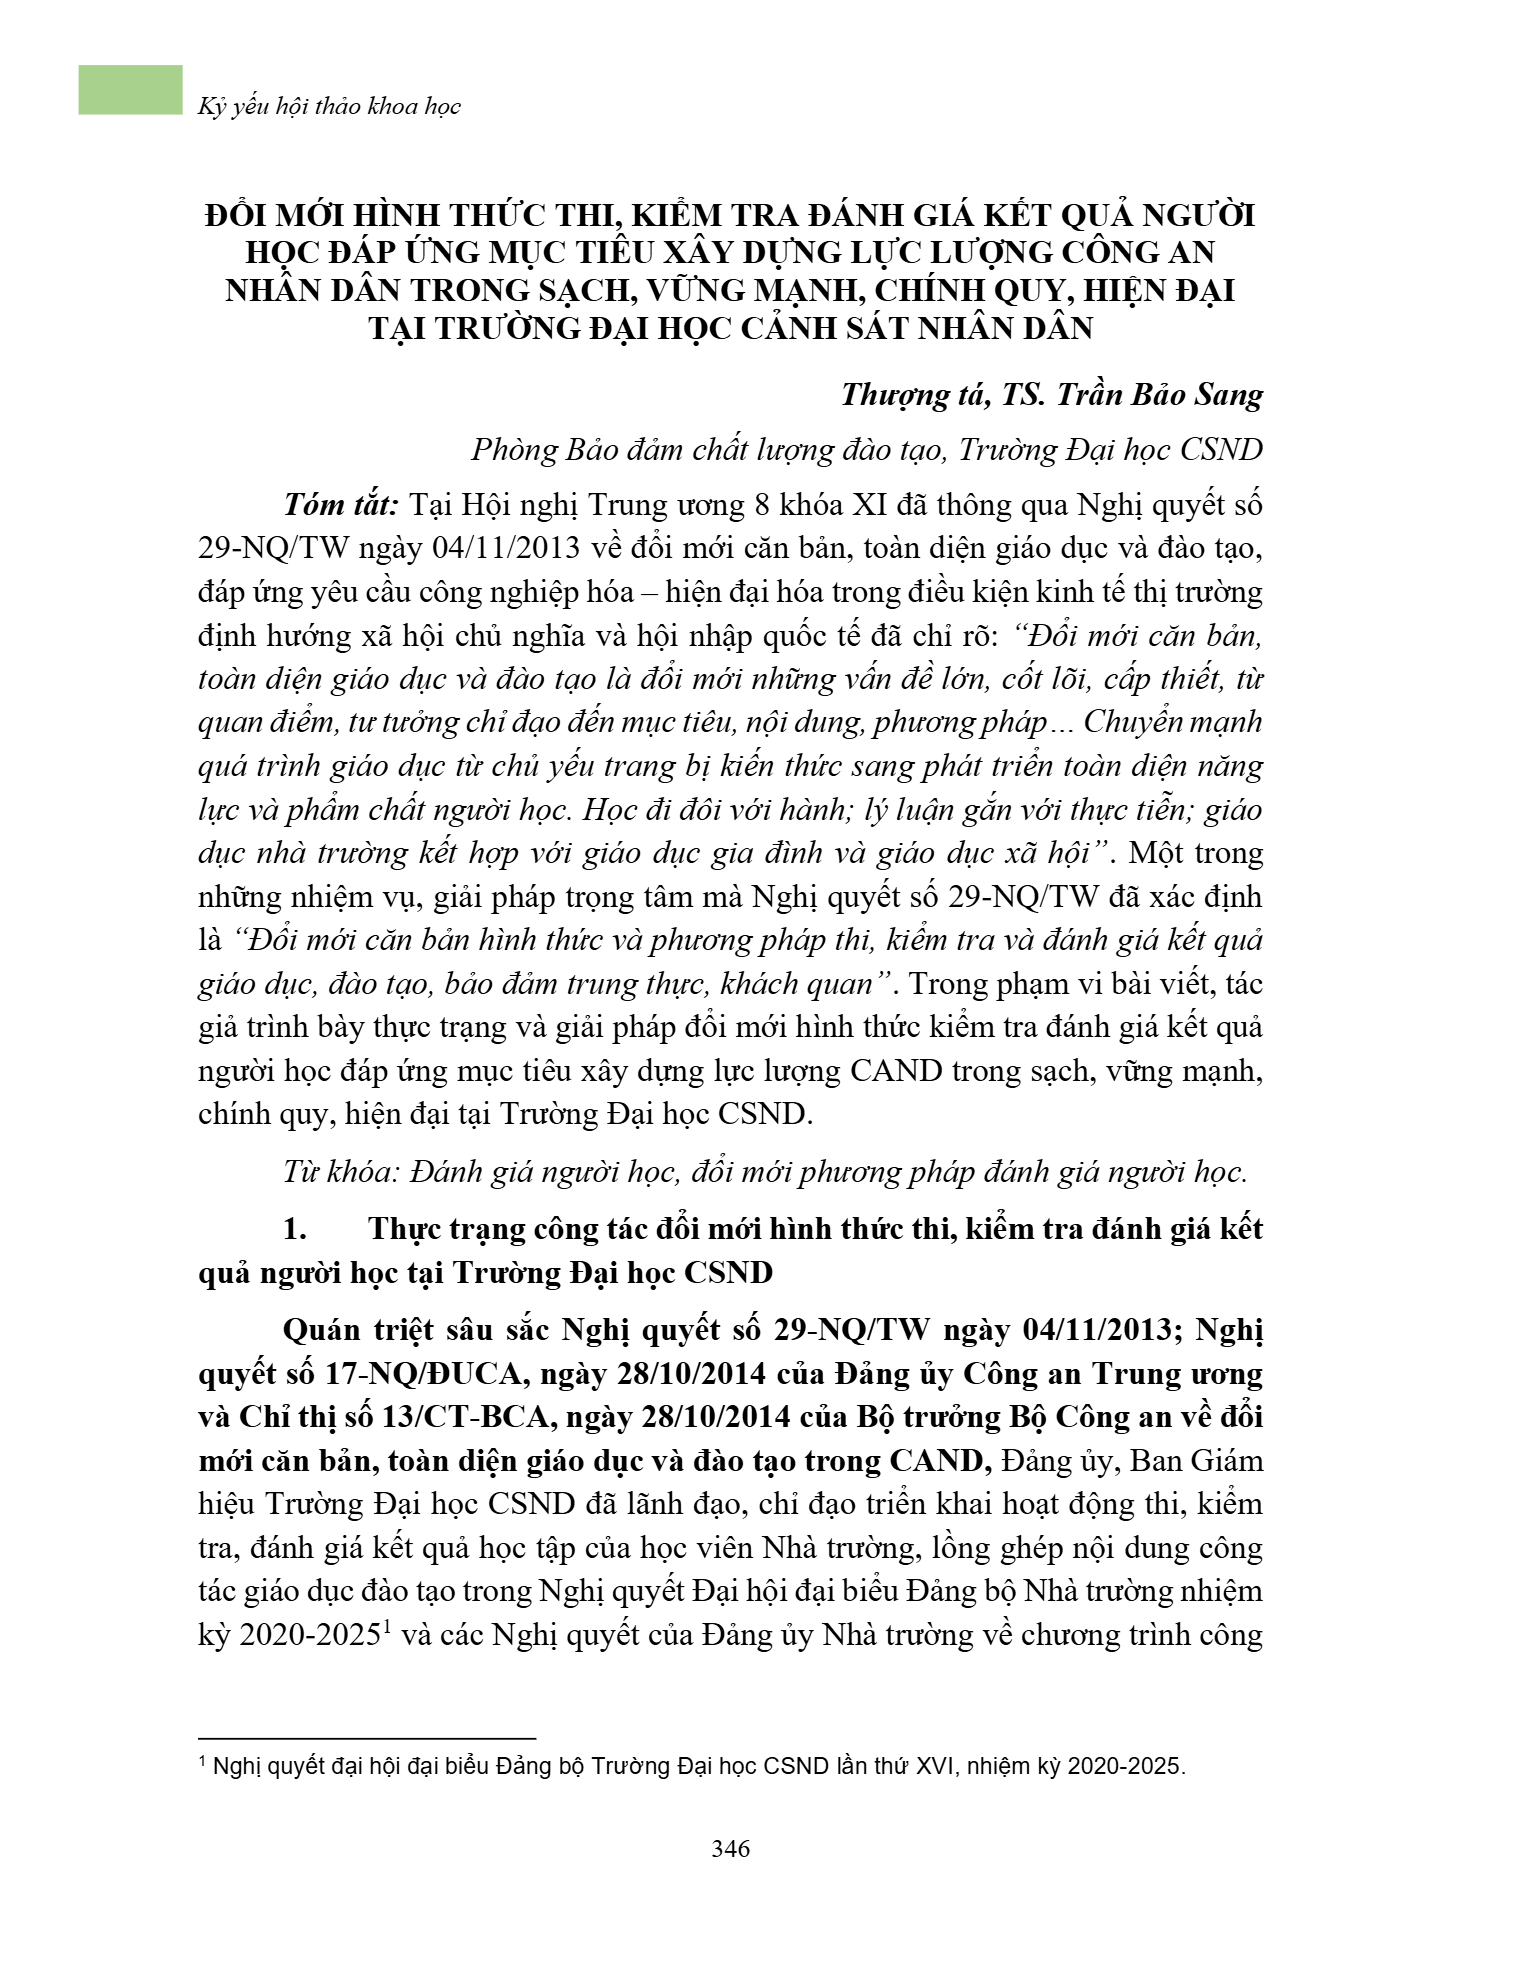 Kỷ yếu hội thảo khoa học
ĐỔI MỚI HÌNH THỨC THI, KIỂM TRA ĐÁNH GIÁ KẾT QUẢ NGƯỜI
HỌC ĐÁP ỨNG MỤC TIÊU XÂY DỰNG LỰC LƯỢNG CÔNG AN
NHÂN DÂN TRONG SẠCH, VỮNG MẠNH, CHÍNH QUY, HIỆN ĐẠI
TẠI TRƯỜNG ĐẠI HỌC CẢNH SÁT NHÂN DÂN
Thượng tá, TS. Trần Bảo Sang
Phòng Bảo đảm chất lượng đào tạo, Trường Đại học CSND
Tóm tắt: Tại Hội nghị Trung ương 8 khóa XI đã thông qua Nghị quyết số
29-NQ/TW ngày 04/11/2013 về đổi mới căn bản, toàn diện giáo dục và đào tạo,
đáp ứng yêu cầu công nghiệp hóa – hiện đại hóa trong điều kiện kinh tế thị trường
định hướng xã hội chủ nghĩa và hội nhập quốc tế đã chỉ rõ: “Đổi mới căn bản,
toàn diện giáo dục và đào tạo là đổi mới những vấn đề lớn, cốt lõi, cấp thiết, từ
quan điểm, tư tưởng chỉ đạo đến mục tiêu, nội dung, phương pháp… Chuyển mạnh
quá trình giáo dục từ chủ yếu trang bị kiến thức sang phát triển toàn diện năng
lực và phẩm chất người học. Học đi đôi với hành; lý luận gắn với thực tiễn; giáo
dục nhà trường kết hợp với giáo dục gia đình và giáo dục xã hội”. Một trong
những nhiệm vụ, giải pháp trọng tâm mà Nghị quyết số 29-NQ/TW đã xác định
là “Đổi mới căn bản hình thức và phương pháp thi, kiểm tra và đánh giá kết quả
giáo dục, đào tạo, bảo đảm trung thực, khách quan”. Trong phạm vi bài viết, tác
giả trình bày thực trạng và giải pháp đổi mới hình thức kiểm tra đánh giá kết quả
người học đáp ứng mục tiêu xây dựng lực lượng CAND trong sạch, vững mạnh,
chính quy, hiện đại tại Trường Đại học CSND.
Từ khóa: Đánh giá người học, đổi mới phương pháp đánh giá người học.
1. Thực trạng công tác đổi mới hình thức thi, kiểm tra đánh giá kết
quả người học tại Trường Đại học CSND
Quán triệt sâu sắc Nghị quyết số 29-NQ/TW ngày 04/11/2013; Nghị
quyết số 17-NQ/ĐUCA, ngày 28/10/2014 của Đảng ủy Công an Trung ương
và Chỉ thị số 13/CT-BCA, ngày 28/10/2014 của Bộ trưởng Bộ Công an về đổi
mới căn bản, toàn diện giáo dục và đào tạo trong CAND, Đảng ủy, Ban Giám
hiệu Trường Đại học CSND đã lãnh đạo, chỉ đạo triển khai hoạt động thi, kiểm
tra, đánh giá kết quả học tập của học viên Nhà trường, lồng ghép nội dung công
tác giáo dục đào tạo trong Nghị quyết Đại hội đại biểu Đảng bộ Nhà trường nhiệm
kỳ 2020-2025¹ và các Nghị quyết của Đảng ủy Nhà trường về chương trình công
¹ Nghị quyết đại hội đại biểu Đảng bộ Trường Đại học CSND lần thứ XVI, nhiệm kỳ 2020-2025.
346